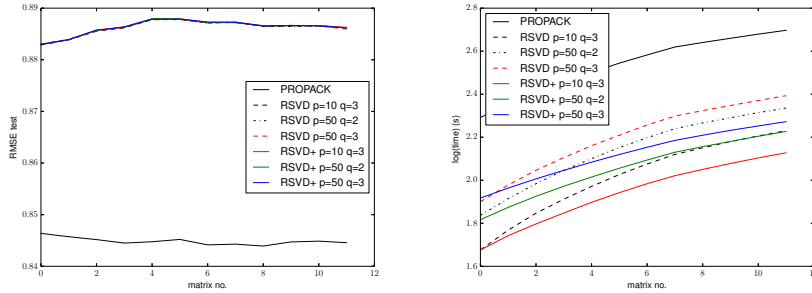 0.89
0.88
0.87
0.86
0.85
0.84
RMSE test
0
2
4
6
8
10
12
matrix no.
PROPACK
RSVD p=10 q=3
RSVD p=50 q=2
RSVD p=50 q=3
RSVD+ p=10 q=3
RSVD+ p=50 q=2
RSVD+ p=50 q=3
2.8
2.6
2.4
2.2
2.0
1.8
1.6
log(time) (s)
0
2
4
6
8
10
12
matrix no.
PROPACK
RSVD p=10 q=3
RSVD p=50 q=2
RSVD p=50 q=3
RSVD+ p=10 q=3
RSVD+ p=50 q=2
RSVD+ p=50 q=3